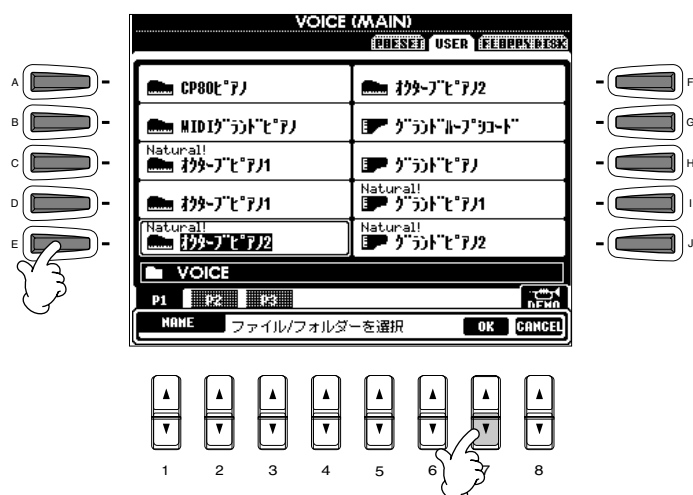 VOICE (MAIN)
PRESET USER FLOPPY DISK
A
B
C
D
E
CP80ピアノ
MIDIグランドピアノ
Natural!
オクターブピアノ1
オクターブピアノ1
Natural!
オクターブピアノ2
オクターブピアノ2
グランドハープシコード
グランドピアノ
Natural!
グランドピアノ1
Natural!
グランドピアノ2
F
G
H
I
J
VOICE
P1 P2 P3
DEMO
NAME ファイル/フォルダーを選択 OK CANCEL
1 2 3 4 5 6 7 8